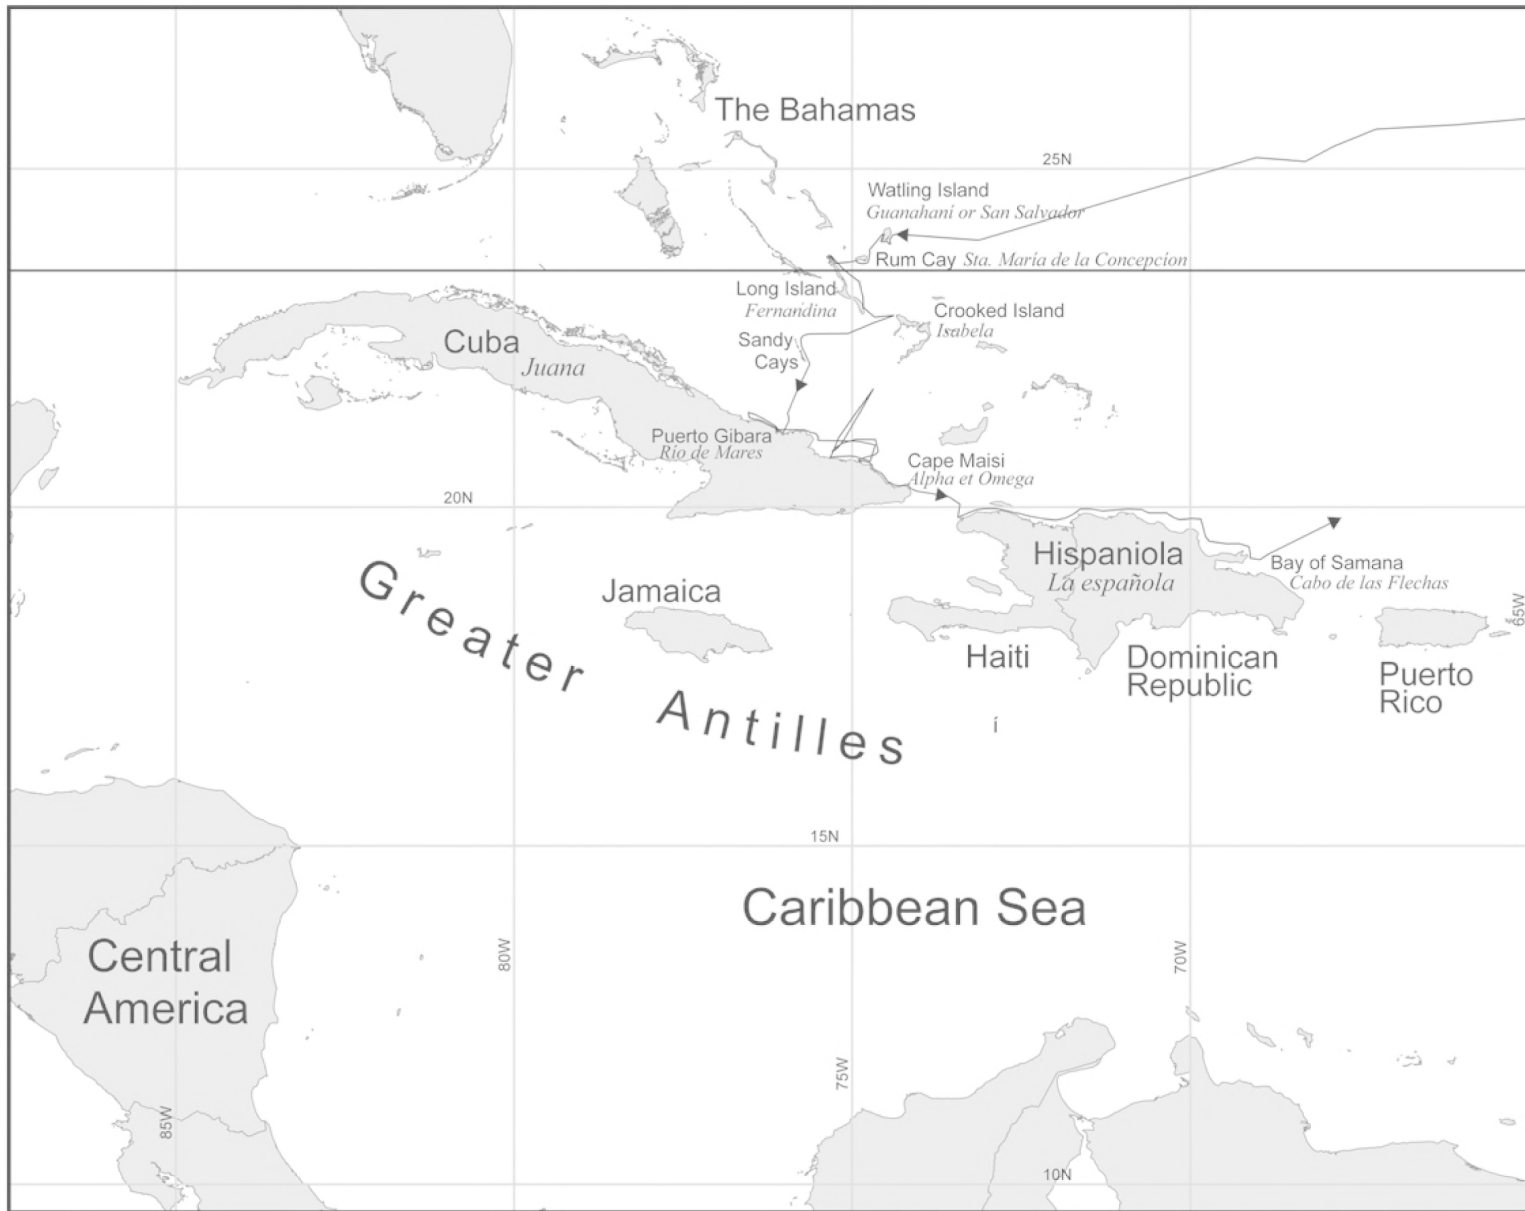 The Bahamas
25N
Watling Island
Guanahaní or San Salvador
Rum Cay Sta. María de la Concepcion
Long Island
Fernandina
Crooked Island
Isabela
Sandy
Cays
Cuba
Juana
Puerto Gibara
Río de Mares
Cape Maisi
Alpha et Omega
20N
Hispaniola
La española
Bay of Samana
Cabo de las Flechas
Jamaica
65W
Haiti
Dominican
Republic
Puerto
Rico
Greater Antilles
í
15N
Caribbean Sea
Central
America
80W
70W
75W
85W
10N